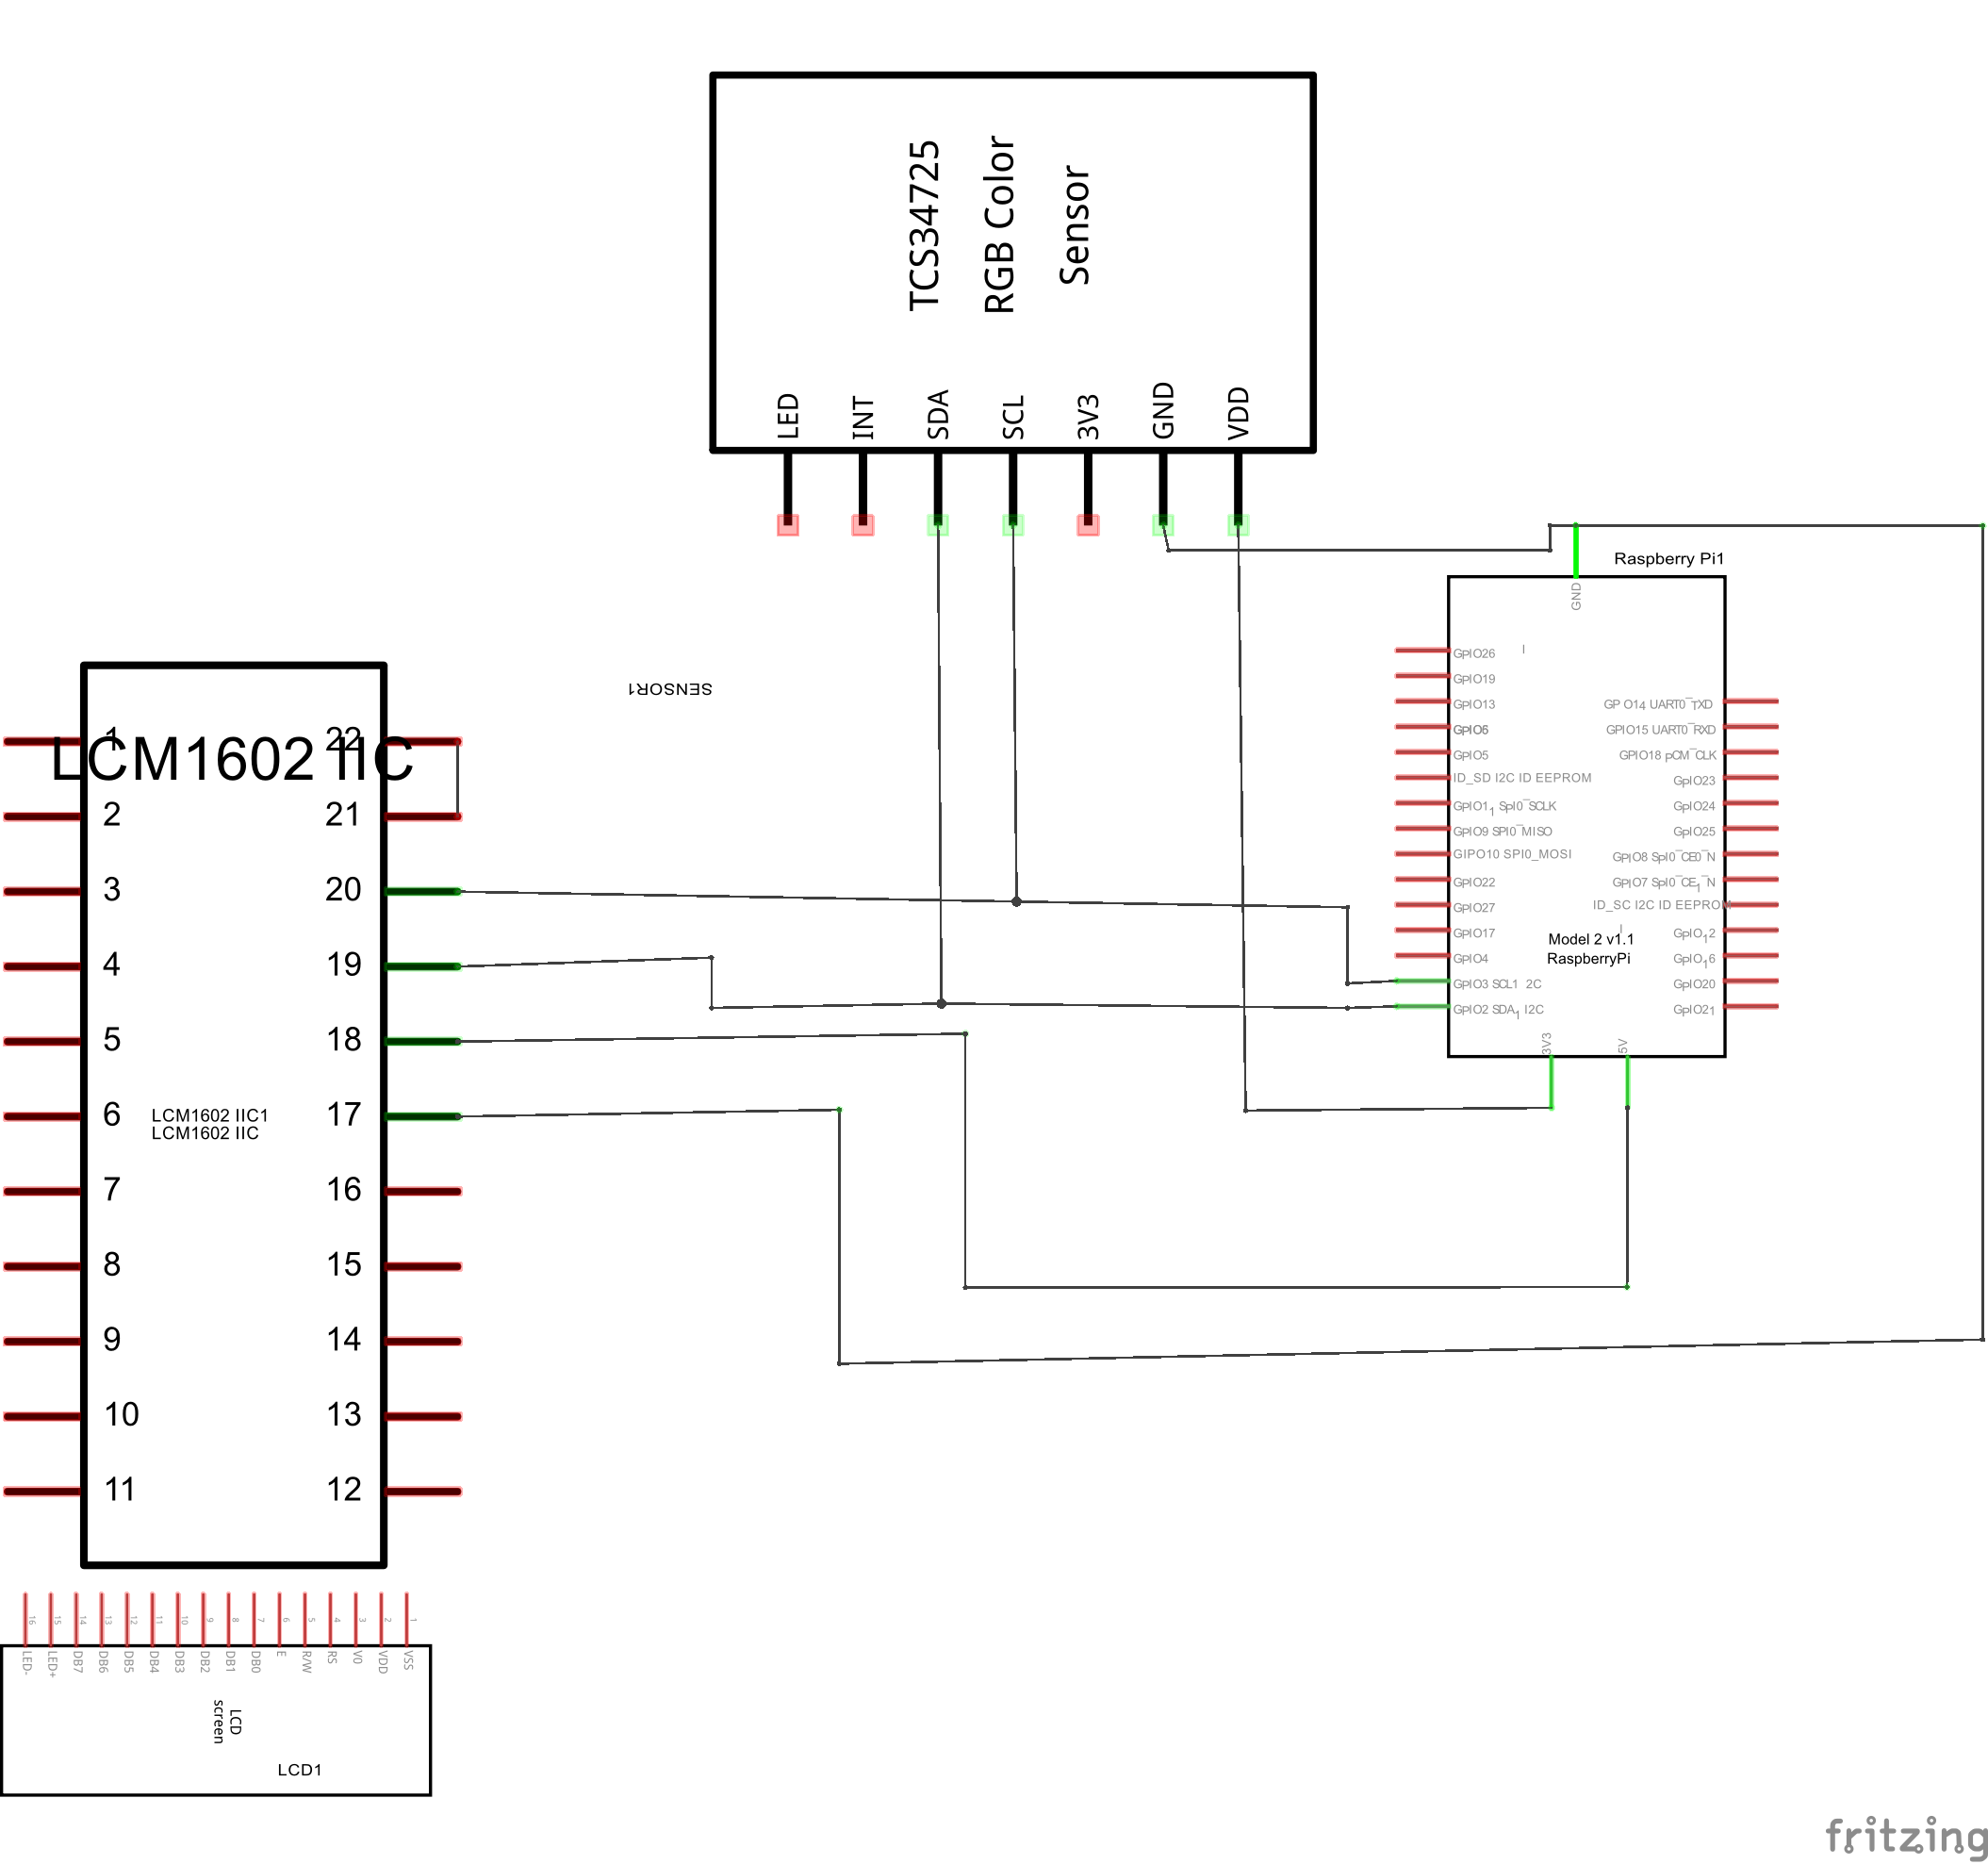 TCS34725
RGB Color
Sensor
LED
INT
SDA
SCL
3V3
GND
VDD
SENSOR1
Raspberry Pi1
GND
GpIO26
GpIO19
GpIO13
GpIO5
ID_SD I2C ID EEPROM
GpIO11 SpI0_SCLK
GpIO9 SPI0_MISO
GIPO10 SPI0_MOSI
GpIO22
GpIO27
GpIO17
GpIO4
GpIO3 SCL1 2C
GpIO2 SDA1 I2C
GP O14 UART0_TXD
GPIO15 UART0_RXD
GPIO18 pCM_CLK
GpIO23
GpIO24
GpIO25
GpIO8 SpI0_CE0_N
GpIO7 SpI0_CE1_N
ID_SC I2C ID EEPROM
GpIO12
GpIO16
GpIO20
GpIO21
Model 2 v1.1
RaspberryPi
3V3
5V
LCM1602 IIC
1
2
3
4
5
6
7
8
9
10
11
22
21
20
19
18
17
16
15
14
13
12
LCM1602 IIC1
LCM1602 IIC
16
15
14
13
12
11
10
9
8
7
6
5
4
3
2
1
LED-
LED+
DB7
DB6
DB5
DB4
DB3
DB2
DB1
DB0
E
R/W
RS
V0
VDD
VSS
LCD
screen
LCD1
fritzing